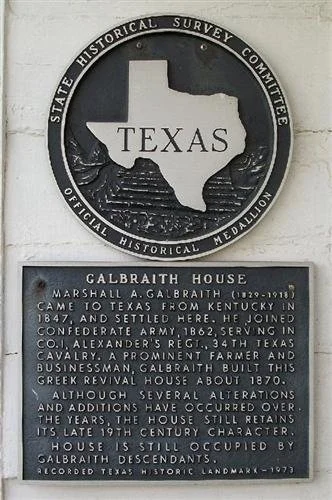 STATE HISTORICAL SURVEY COMMITTEE
TEXAS
OFFICIAL HISTORICAL MEDALLION
GALBRAITH HOUSE
MARSHALL A. GALBRAITH (1829-1918)
CAME TO TEXAS FROM KENTUCKY IN
1847, AND SETTLED HERE. HE JOINED
CONFEDERATE ARMY, 1862, SERVING IN
CO.I, ALEXANDER'S REGT., 34TH TEXAS
CAVALRY. A PROMINENT FARMER AND
BUSINESSMAN, GALBRAITH BUILT THIS
GREEK REVIVAL HOUSE ABOUT 1870.
ALTHOUGH SEVERAL ALTERATIONS
AND ADDITIONS HAVE OCCURRED OVER
THE YEARS, THE HOUSE STILL RETAINS
ITS LATE 19TH CENTURY CHARACTER.
HOUSE IS STILL OCCUPIED BY
GALBRAITH DESCENDANTS.
RECORDED TEXAS HISTORIC LANDMARK-1973